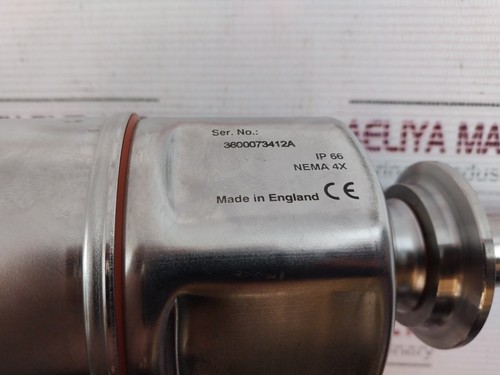 Ser. No.:
3600073412A
IP 66
NEMA 4X
Made in England CE
AELIYA MA